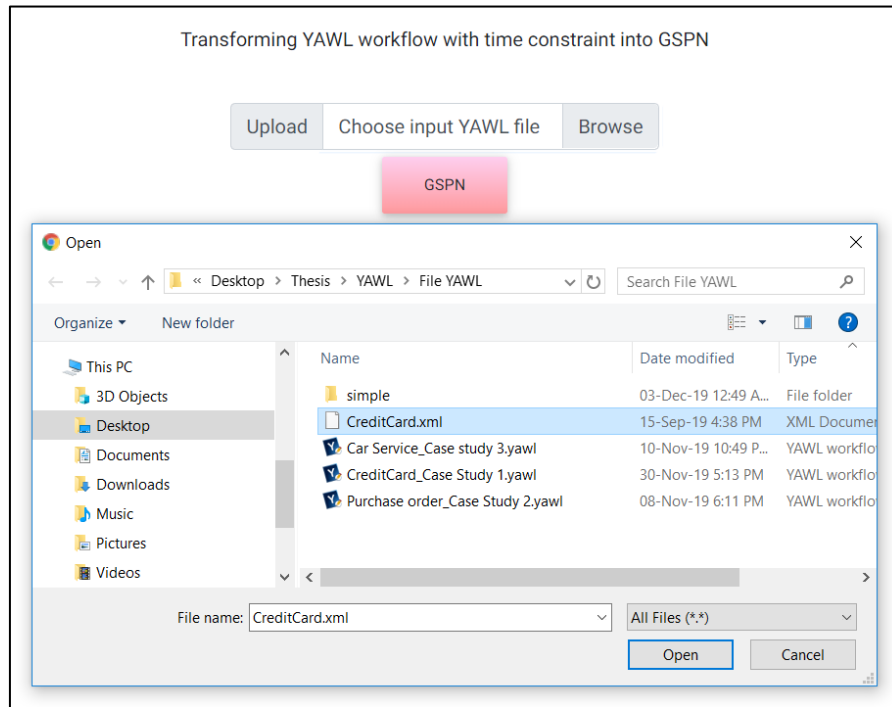 Transforming YAWL workflow with time constraint into GSPN
Upload Choose input YAWL file Browse
GSPN
Open
« Desktop > Thesis > YAWL > File YAWL Search File YAWL
Organize New folder
Name Date modified Type
This PC
3D Objects
Desktop
Documents
Downloads
Music
Pictures
Videos
simple 03-Dec-19 12:49 A... File folder
CreditCard.xml 15-Sep-19 4:38 PM XML Documen
Car Service_Case study 3.yawl 10-Nov-19 10:49 P... YAWL workflo
CreditCard_Case Study 1.yawl 30-Nov-19 5:13 PM YAWL workflo
Purchase order_Case Study 2.yawl 08-Nov-19 6:11 PM YAWL workflo
File name: CreditCard.xml All Files (*.*)
Open Cancel